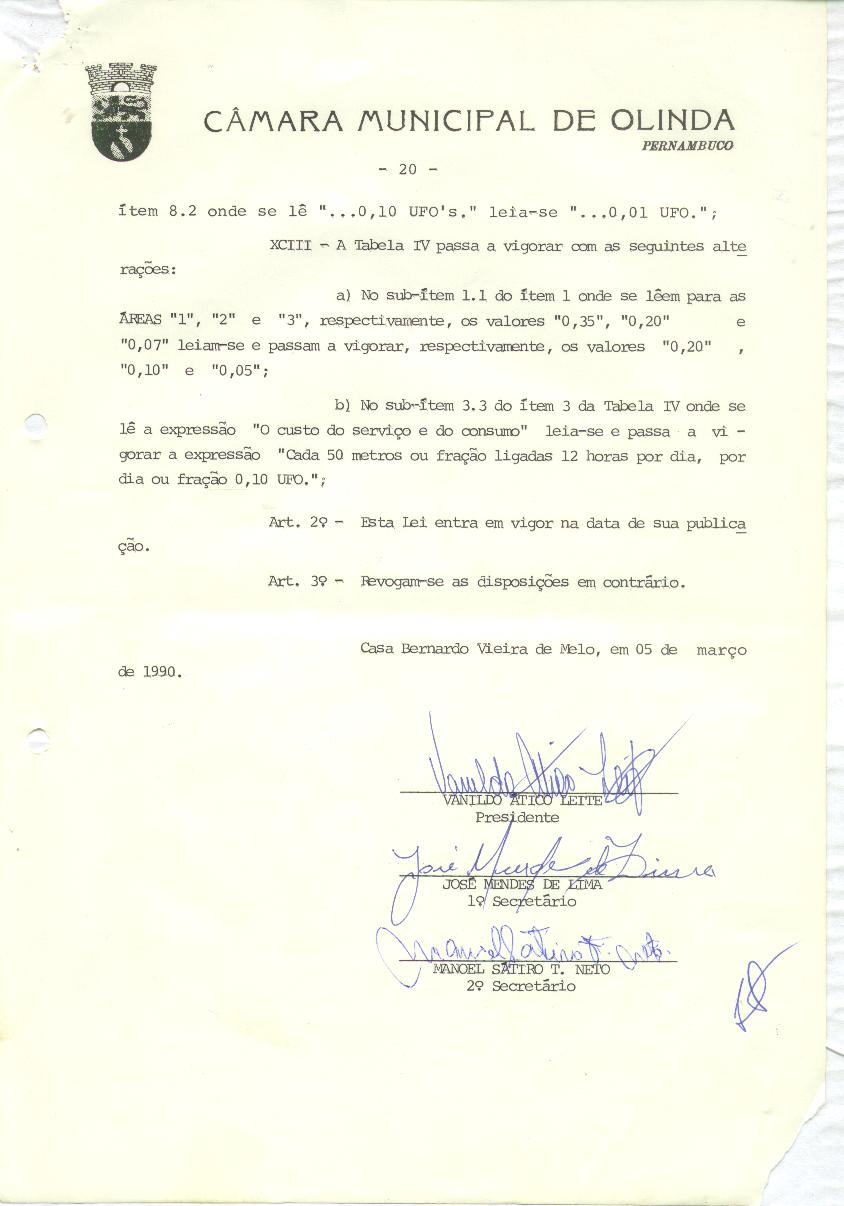 CÂMARA MUNICIPAL DE OLINDA
PERNAMBUCO
- 20 -
ítem 8.2 onde se lê "...0,10 UFO's." leia-se "...0,01 UFO.";
XCIII - A Tabela IV passa a vigorar com as seguintes alte
rações:
a) No sub-ítem 1.1 do ítem 1 onde se lêem para as
ÁREAS "1", "2" e "3", respectivamente, os valores "0,35", "0,20" e
"0,07" leiam-se e passam a vigorar, respectivamente, os valores "0,20" ,
"0,10" e "0,05";
b) No sub-ítem 3.3 do ítem 3 da Tabela IV onde se
lê a expressão "O custo do serviço e do consumo" leia-se e passa a vi -
gorar a expressão "Cada 50 metros ou fração ligadas 12 horas por dia, por
dia ou fração 0,10 UFO.";
Art. 2º - Esta Lei entra em vigor na data de sua publica
ção.
Art. 3º - Revogam-se as disposições em contrário.
Casa Bernardo Vieira de Melo, em 05 de março
de 1990.
Vanildo Ático Leite
VANILDO ÁTICO LEITE
Presidente
José Mendes de Lima
JOSÉ MENDES DE LIMA
1º Secretário
Manoel Sátiro T. Neto
MANOEL SÁTIRO T. NETO
2º Secretário